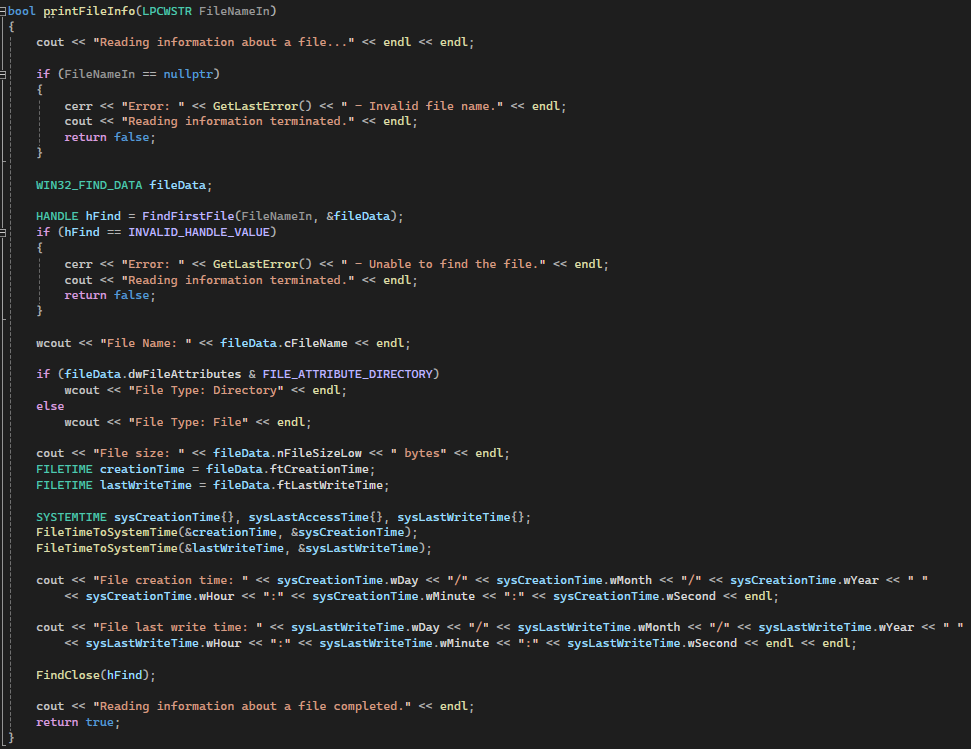 bool printFileInfo(LPCWSTR FileNameIn)
{
cout << "Reading information about a file..." << endl << endl;
if (FileNameIn == nullptr)
{
cerr << "Error: " << GetLastError() << " - Invalid file name." << endl;
cout << "Reading information terminated." << endl;
return false;
}
WIN32_FIND_DATA fileData;
HANDLE hFind = FindFirstFile(FileNameIn, &fileData);
if (hFind == INVALID_HANDLE_VALUE)
{
cerr << "Error: " << GetLastError() << " - Unable to find the file." << endl;
cout << "Reading information terminated." << endl;
return false;
}
wcout << "File Name: " << fileData.cFileName << endl;
if (fileData.dwFileAttributes & FILE_ATTRIBUTE_DIRECTORY)
wcout << "File Type: Directory" << endl;
else
wcout << "File Type: File" << endl;
cout << "File size: " << fileData.nFileSizeLow << " bytes" << endl;
FILETIME creationTime = fileData.ftCreationTime;
FILETIME lastWriteTime = fileData.ftLastWriteTime;
SYSTEMTIME sysCreationTime{}, sysLastAccessTime{}, sysLastWriteTime{};
FileTimeToSystemTime(&creationTime, &sysCreationTime);
FileTimeToSystemTime(&lastWriteTime, &sysLastWriteTime);
cout << "File creation time: " << sysCreationTime.wDay << "/" << sysCreationTime.wMonth << "/" << sysCreationTime.wYear << " "
<< sysCreationTime.wHour << ":" << sysCreationTime.wMinute << ":" << sysCreationTime.wSecond << endl;
cout << "File last write time: " << sysLastWriteTime.wDay << "/" << sysLastWriteTime.wMonth << "/" << sysLastWriteTime.wYear << " "
<< sysLastWriteTime.wHour << ":" << sysLastWriteTime.wMinute << ":" << sysLastWriteTime.wSecond << endl << endl;
FindClose(hFind);
cout << "Reading information about a file completed." << endl;
return true;
}